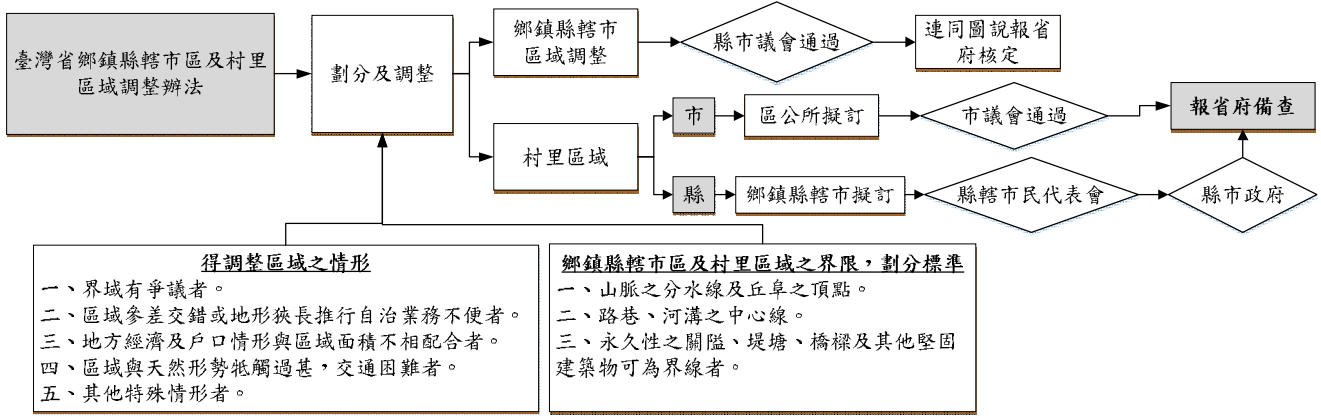 臺灣省鄉鎮縣轄市區及村里
區域調整辦法
劃分及調整
鄉鎮縣轄市
區域調整
縣市議會通過
連同圖說報省
府核定
村里區域
市
區公所擬訂
市議會通過
報省府備查
縣
鄉鎮縣轄市擬訂
縣轄市民代表會
縣市政府
得調整區域之情形
一、界域有爭議者。
二、區域參差交錯或地形狹長推行自治業務不便者。
三、地方經濟及戶口情形與區域面積不相配合者。
四、區域與天然形勢牴觸過甚，交通困難者。
五、其他特殊情形者。
鄉鎮縣轄市區及村里區域之界限，劃分標準
一、山脈之分水線及丘阜之頂點。
二、路巷、河溝之中心線。
三、永久性之關隘、堤塘、橋樑及其他堅固
建築物可為界線者。